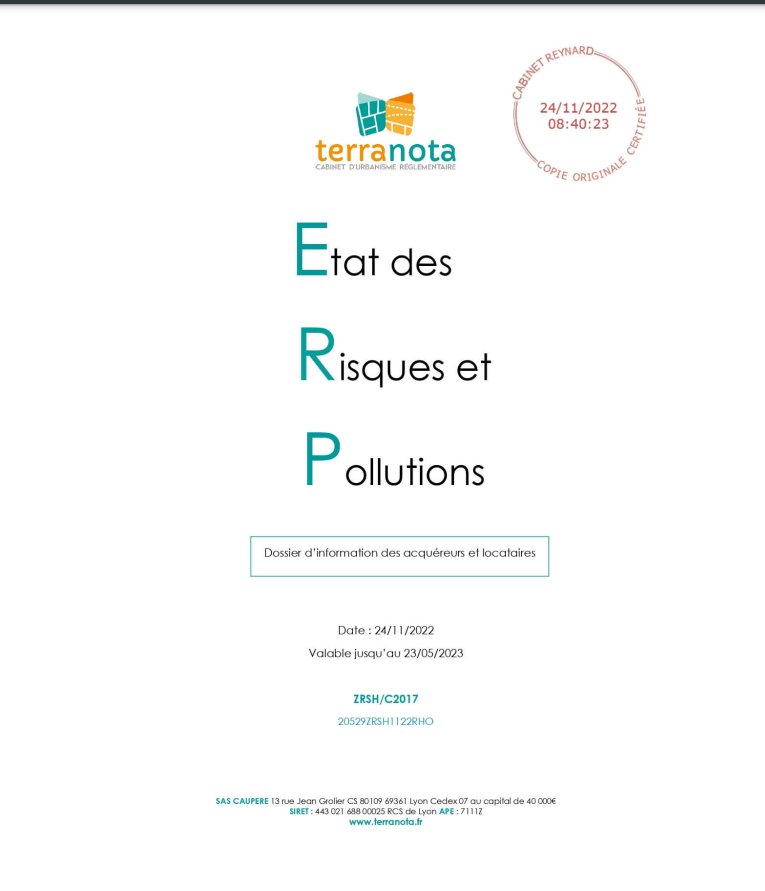 CABINET REYNARD
24/11/2022
08:40:23
COPIE ORIGINALE CERTIFIÉE
terranota
CABINET D'URBANISME RÉGLEMENTAIRE
Etat des
Risques et
Pollutions
Dossier d'information des acquéreurs et locataires
Date : 24/11/2022
Valable jusqu'au 23/05/2023
ZRSH/C2017
20529ZRSH1122RHO
SAS CAUPERE 13 rue Jean Grolier CS 80109 69361 Lyon Cedex 07 au capital de 40 000€
SIRET : 443 021 688 00025 RCS de Lyon APE : 7111Z
www.terranota.fr